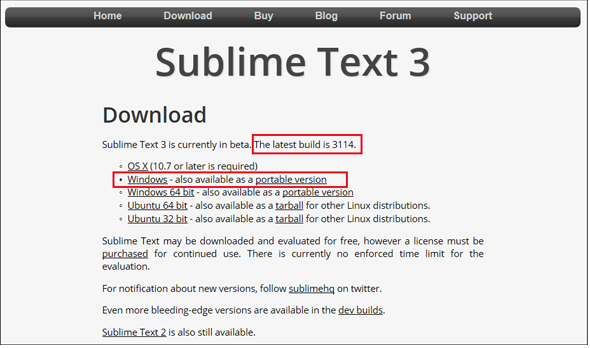 Home Download Buy Blog Forum Support
Sublime Text 3
Download
Sublime Text 3 is currently in beta. The latest build is 3114.
OS X (10.7 or later is required)
Windows - also available as a portable version
Windows 64 bit - also available as a portable version
Ubuntu 64 bit - also available as a tarball for other Linux distributions.
Ubuntu 32 bit - also available as a tarball for other Linux distributions.
Sublime Text may be downloaded and evaluated for free, however a license must be
purchased for continued use. There is currently no enforced time limit for the
evaluation.
For notification about new versions, follow sublimehq on twitter.
Even more bleeding-edge versions are available in the dev builds.
Sublime Text 2 is also still available.